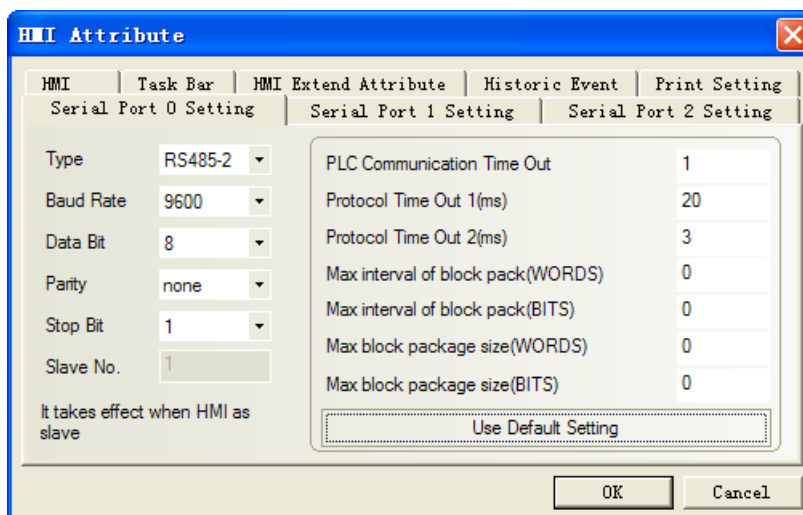 HMI Attribute
HMI
Task Bar
HMI Extend Attribute
Historic Event
Print Setting
Serial Port 0 Setting
Serial Port 1 Setting
Serial Port 2 Setting
Type RS485-2
Baud Rate 9600
Data Bit 8
Parity none
Stop Bit 1
Slave No. 1
It takes effect when HMI as
slave
PLC Communication Time Out 1
Protocol Time Out 1(ms) 20
Protocol Time Out 2(ms) 3
Max interval of block pack(WORDS) 0
Max interval of block pack(BITS) 0
Max block package size(WORDS) 0
Max block package size(BITS) 0
Use Default Setting
OK
Cancel